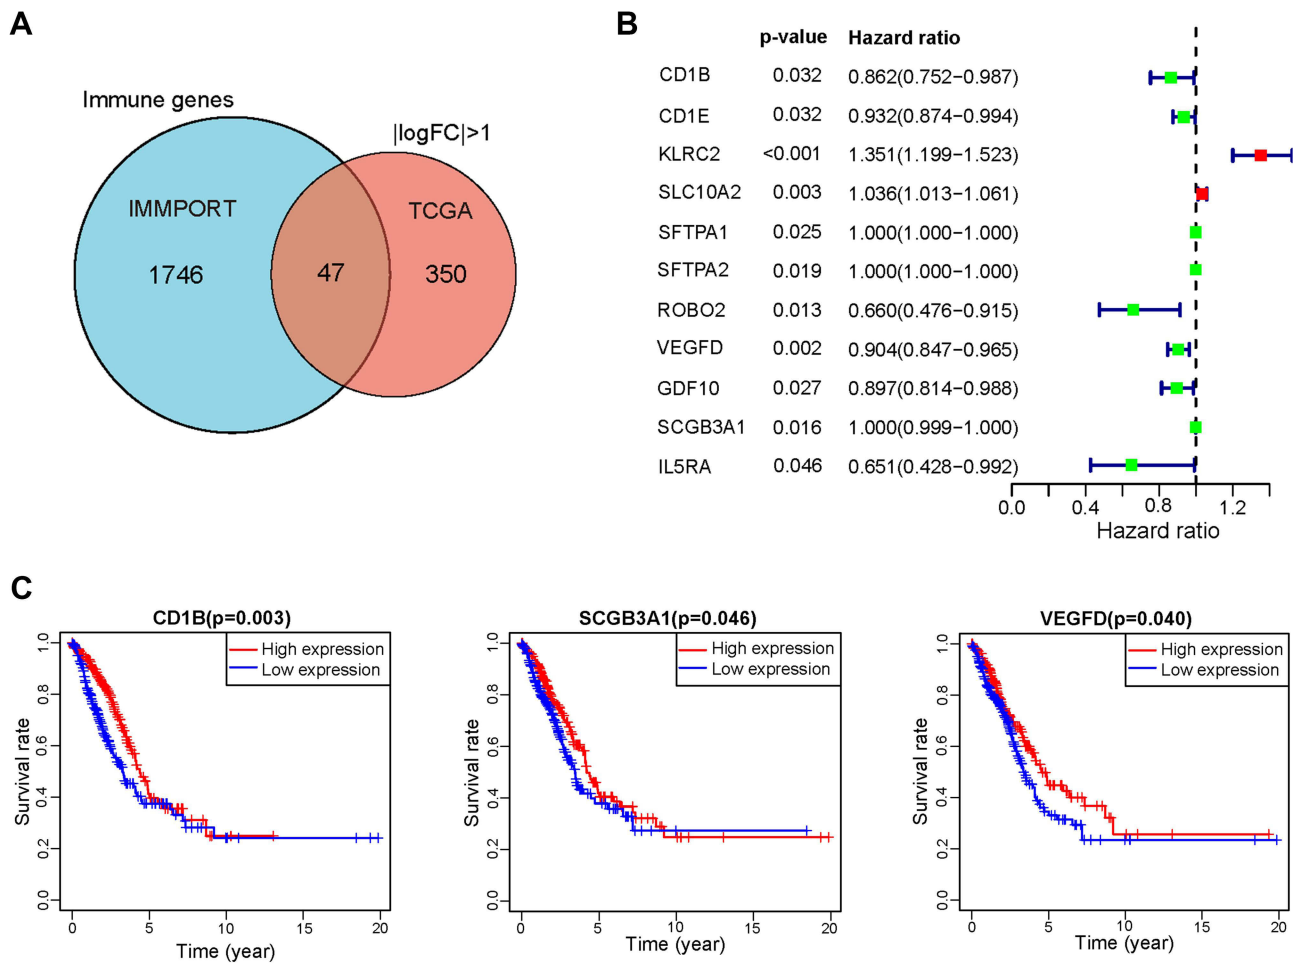 A
Immune genes
|logFC|>1
IMMPORT
TCGA
1746
47
350
B
p-value Hazard ratio
CD1B 0.032 0.862(0.752−0.987)
CD1E 0.032 0.932(0.874−0.994)
KLRC2 <0.001 1.351(1.199−1.523)
SLC10A2 0.003 1.036(1.013−1.061)
SFTPA1 0.025 1.000(1.000−1.000)
SFTPA2 0.019 1.000(1.000−1.000)
ROBO2 0.013 0.660(0.476−0.915)
VEGFD 0.002 0.904(0.847−0.965)
GDF10 0.027 0.897(0.814−0.988)
SCGB3A1 0.016 1.000(0.999−1.000)
IL5RA 0.046 0.651(0.428−0.992)
0.0 0.4 0.8 1.2
Hazard ratio
C
CD1B(p=0.003)
High expression
Low expression
Survival rate
1.0
0.8
0.6
0.4
0.2
0.0
0 5 10 15 20
Time (year)
SCGB3A1(p=0.046)
High expression
Low expression
Survival rate
1.0
0.8
0.6
0.4
0.2
0.0
0 5 10 15 20
Time (year)
VEGFD(p=0.040)
High expression
Low expression
Survival rate
1.0
0.8
0.6
0.4
0.2
0.0
0 5 10 15 20
Time (year)